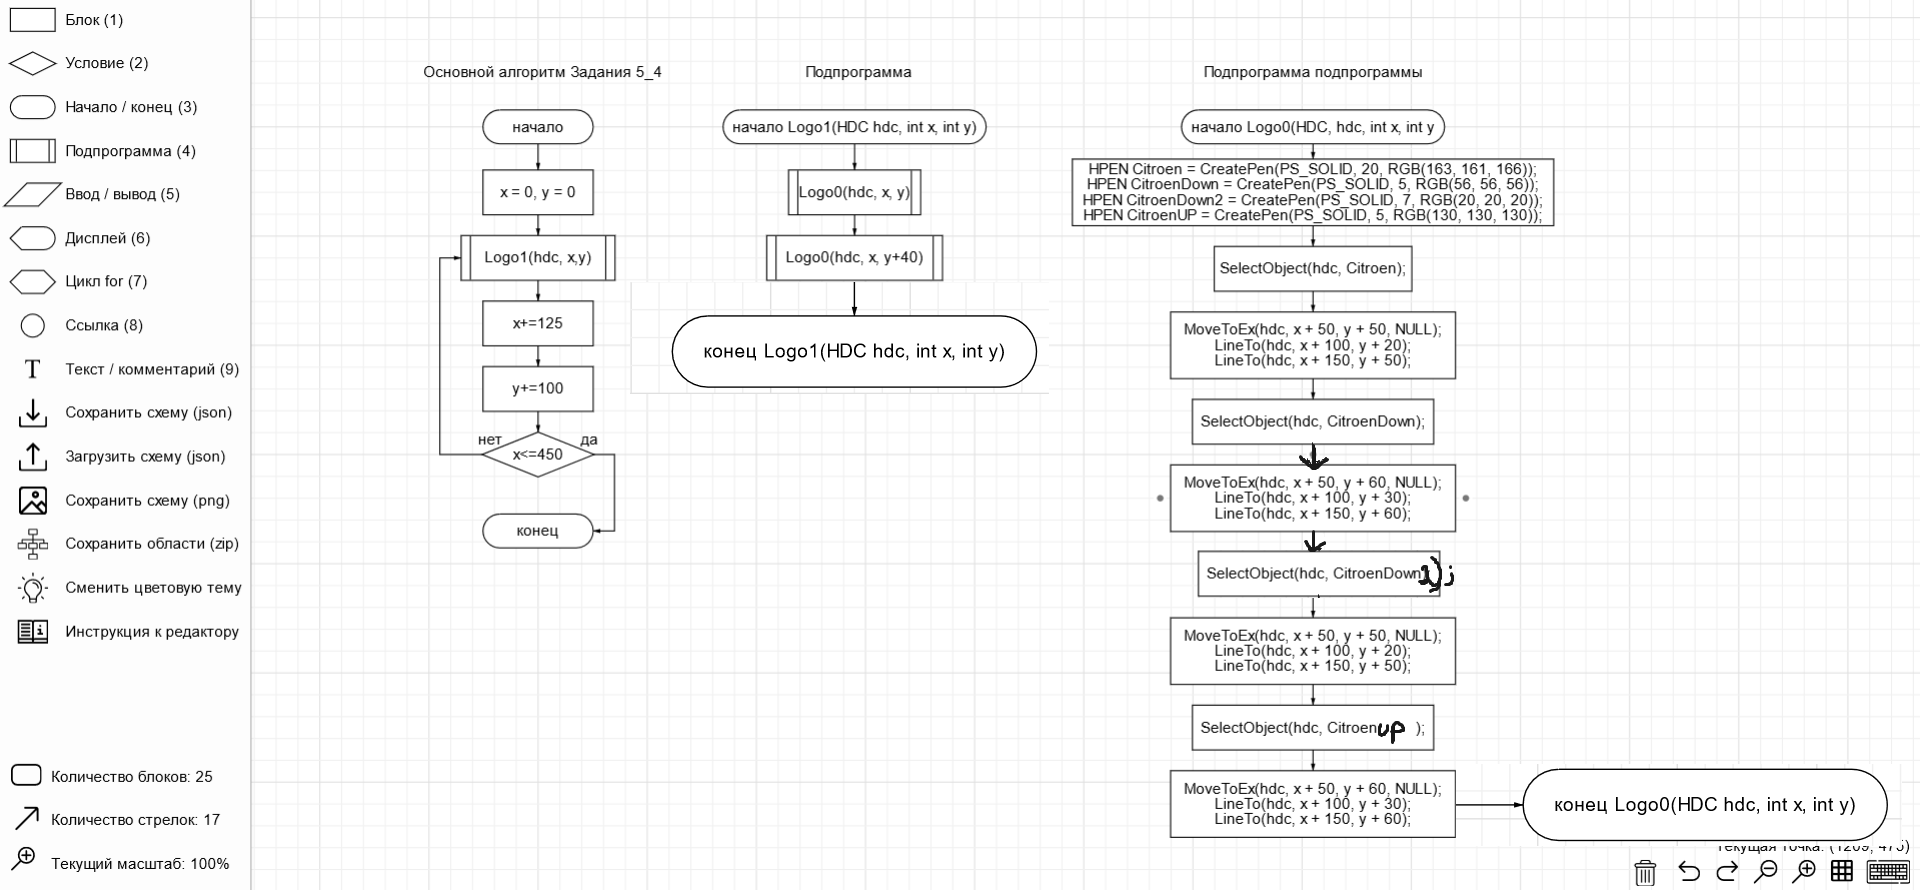 Блок (1)
Условие (2)
Начало / конец (3)
Подпрограмма (4)
Ввод / вывод (5)
Дисплей (6)
Цикл for (7)
Ссылка (8)
Текст / комментарий (9)
Сохранить схему (json)
Загрузить схему (json)
Сохранить схему (png)
Сохранить области (zip)
Сменить цветовую тему
Инструкция к редактору
Количество блоков: 25
Количество стрелок: 17
Текущий масштаб: 100%
Основной алгоритм Задания 5_4
начало
x = 0, y = 0
Logo1(hdc, x,y)
x+=125
y+=100
нет
да
x<=450
конец
Подпрограмма
начало Logo1(HDC hdc, int x, int y)
Logo0(hdc, x, y)
Logo0(hdc, x, y+40)
конец Logo1(HDC hdc, int x, int y)
Подпрограмма подпрограммы
начало Logo0(HDC, hdc, int x, int y
HPEN Citroen = CreatePen(PS_SOLID, 20, RGB(163, 161, 166));
HPEN CitroenDown = CreatePen(PS_SOLID, 5, RGB(56, 56, 56));
HPEN CitroenDown2 = CreatePen(PS_SOLID, 7, RGB(20, 20, 20));
HPEN CitroenUP = CreatePen(PS_SOLID, 5, RGB(130, 130, 130));
SelectObject(hdc, Citroen);
MoveToEx(hdc, x + 50, y + 50, NULL);
LineTo(hdc, x + 100, y + 20);
LineTo(hdc, x + 150, y + 50);
SelectObject(hdc, CitroenDown);
MoveToEx(hdc, x + 50, y + 60, NULL);
LineTo(hdc, x + 100, y + 30);
LineTo(hdc, x + 150, y + 60);
SelectObject(hdc, CitroenDown2);
MoveToEx(hdc, x + 50, y + 50, NULL);
LineTo(hdc, x + 100, y + 20);
LineTo(hdc, x + 150, y + 50);
SelectObject(hdc, Citroen up );
MoveToEx(hdc, x + 50, y + 60, NULL);
LineTo(hdc, x + 100, y + 30);
LineTo(hdc, x + 150, y + 60);
конец Logo0(HDC hdc, int x, int y)